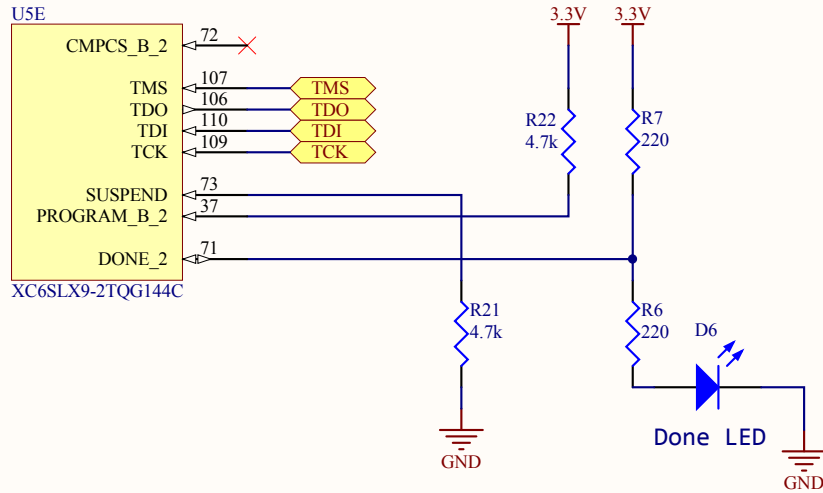 U5E
3.3V 3.3V
CMPCS_B_2 72
TMS 107 TMS
TDO 106 TDO
TDI 110 TDI
TCK 109 TCK
R22
4.7k
R7
220
SUSPEND 73
PROGRAM_B_2 37
DONE_2 71
XC6SLX9-2TQG144C
R21
4.7k
R6
220
D6
Done LED
GND
GND